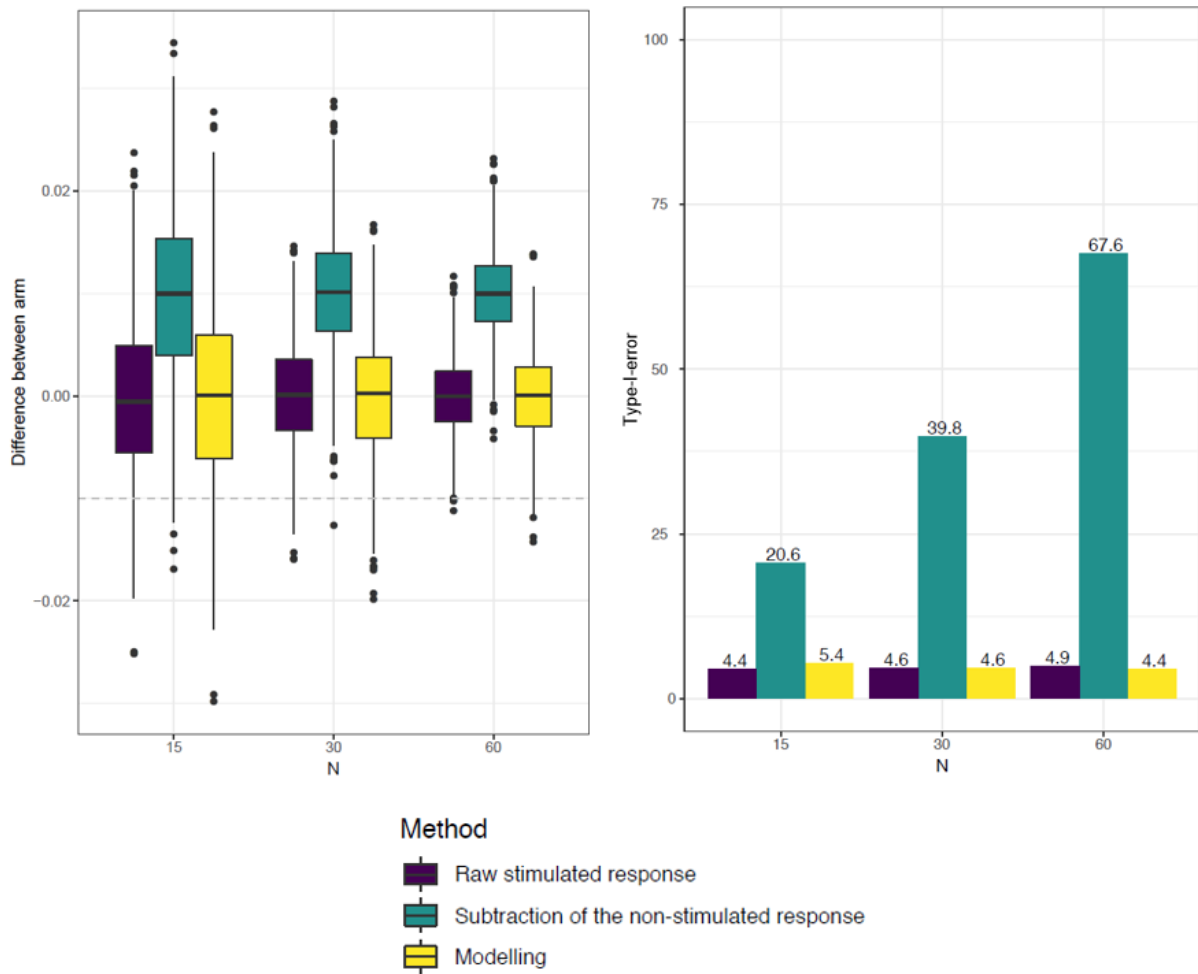 Difference between arm
0.02
0.00
−0.02
15
30
60
N
Type-I-error
100
75
50
25
0
4.4
20.6
5.4
4.6
39.8
4.6
4.9
67.6
4.4
15
30
60
N
Method
Raw stimulated response
Subtraction of the non-stimulated response
Modelling